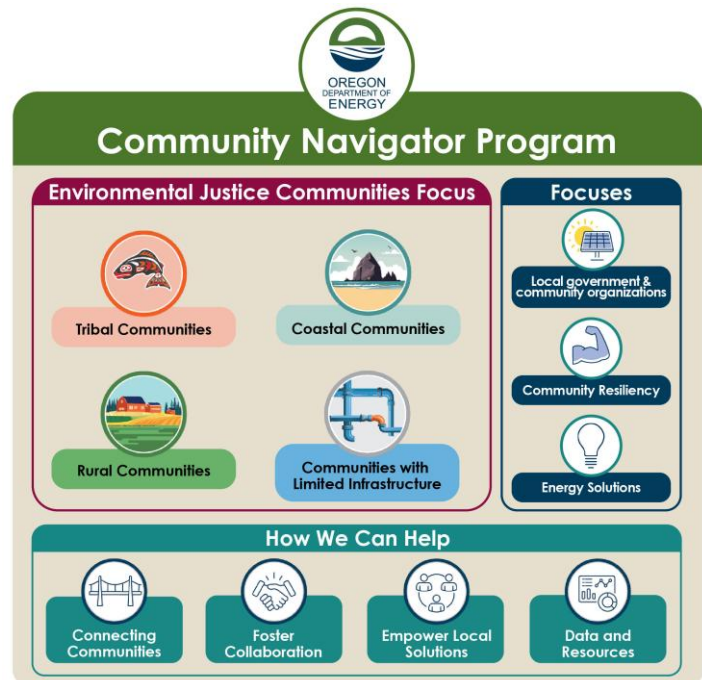 OREGON
DEPARTMENT OF
ENERGY
Community Navigator Program
Environmental Justice Communities Focus
Tribal Communities
Coastal Communities
Rural Communities
Communities with
Limited Infrastructure
Focuses
Local government &
community organizations
Community Resiliency
Energy Solutions
How We Can Help
Connecting
Communities
Foster
Collaboration
Empower Local
Solutions
Data and
Resources